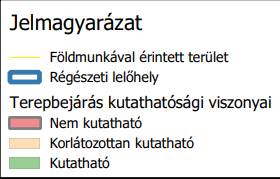 Jelmagyarázat
Földmunkával érintett terület
Régészeti lelőhely
Terepbejárás kutathatósági viszonyai
Nem kutatható
Korlátozottan kutatható
Kutatható